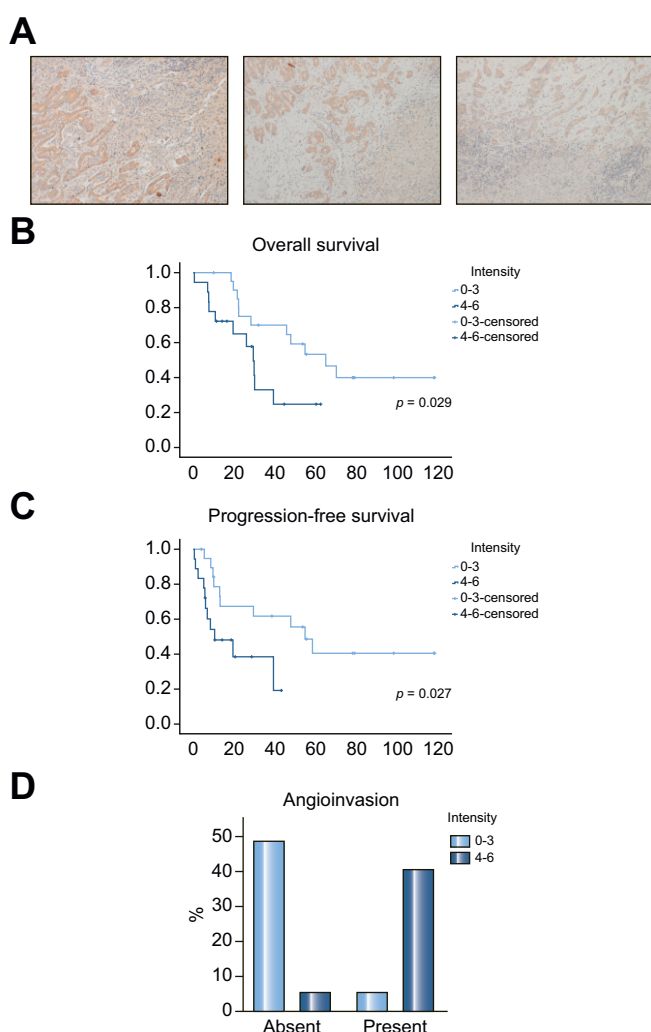 A
B
Overall survival
1.0
0.8
0.6
0.4
0.2
0.0
0 20 40 60 80 100 120
p = 0.029
Intensity
0-3
4-6
0-3-censored
4-6-censored
C
Progression-free survival
1.0
0.8
0.6
0.4
0.2
0.0
0 20 40 60 80 100 120
p = 0.027
Intensity
0-3
4-6
0-3-censored
4-6-censored
D
Angioinvasion
%
50
40
30
20
10
0
Absent Present
Intensity
0-3
4-6